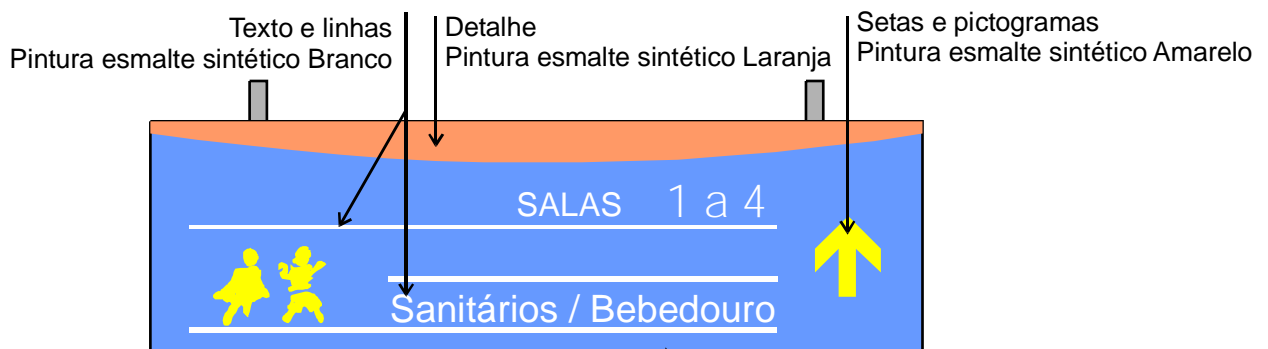 Texto e linhas
Pintura esmalte sintético Branco
Detalhe
Pintura esmalte sintético Laranja
Setas e pictogramas
Pintura esmalte sintético Amarelo
SALAS 1 a 4
Sanitários / Bebedouro